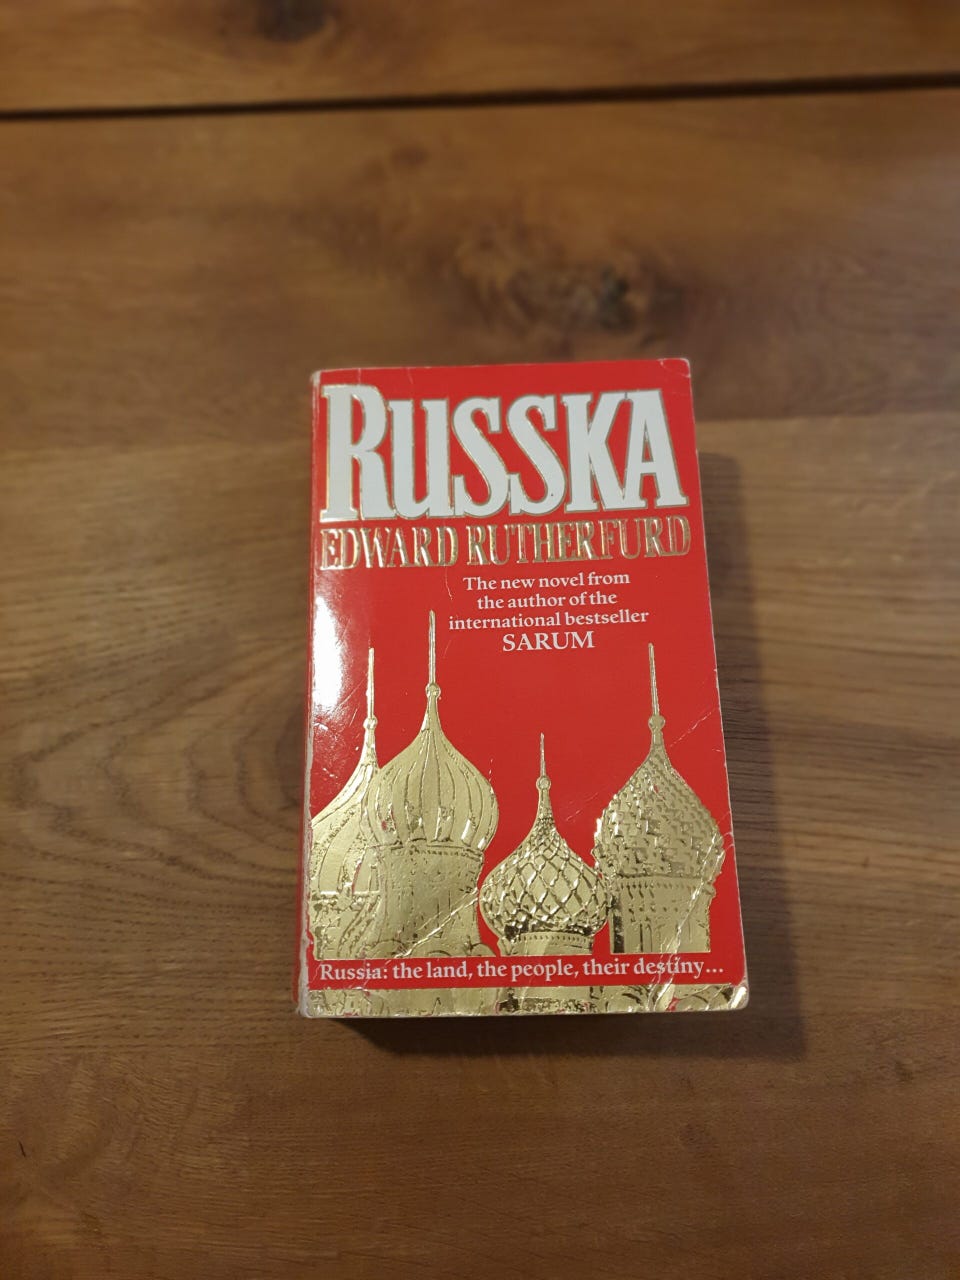 RUSSKA
EDWARD RUTHERFURD
The new novel from
the author of the
international bestseller
SARUM
Russia: the land, the people, their destiny...